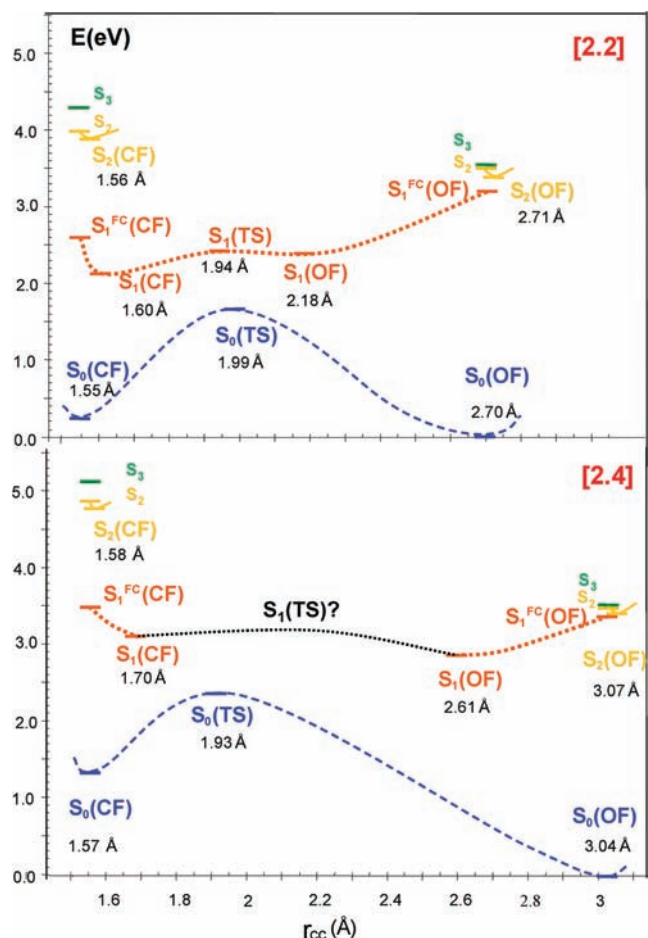 E(eV)
[2.2]
5.0
S₃
S₂
4.0
S₂(CF)
1.56 Å
S₃
S₂
S₁ᶠᶜ(OF)
S₂(OF)
2.71 Å
3.0
S₁ᶠᶜ(CF)
S₁(TS)
1.94 Å
S₁(OF)
2.18 Å
2.0
S₁(CF)
1.60 Å
S₀(TS)
1.99 Å
1.0
S₀(CF)
1.55 Å
S₀(OF)
2.70 Å
0.0
[2.4]
5.0
S₃
S₂
S₂(CF)
1.58 Å
4.0
S₁ᶠᶜ(CF)
S₁(TS)?
S₃
S₂
S₁ᶠᶜ(OF)
3.0
S₁(CF)
1.70 Å
S₁(OF)
2.61 Å
S₂(OF)
3.07 Å
2.0
S₀(TS)
1.93 Å
1.0
S₀(CF)
1.57 Å
S₀(OF)
3.04 Å
0.0
1.6 1.8 2 2.2 2.4 2.6 2.8 3
r_CC (Å)